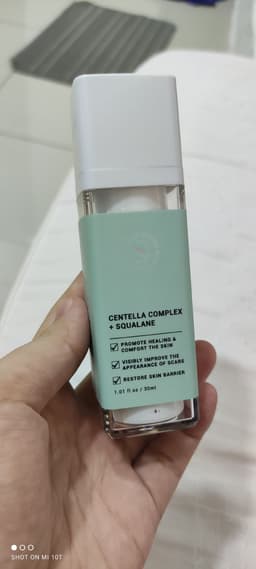 CENTELLA COMPLEX
+ SQUALANE
PROMOTE HEALING &
COMFORT THE SKIN
VISIBLY IMPROVE THE
APPEARANCE OF SCARS
RESTORE SKIN BARRIER
1.01 fl oz / 30ml
SHOT ON MI 10T